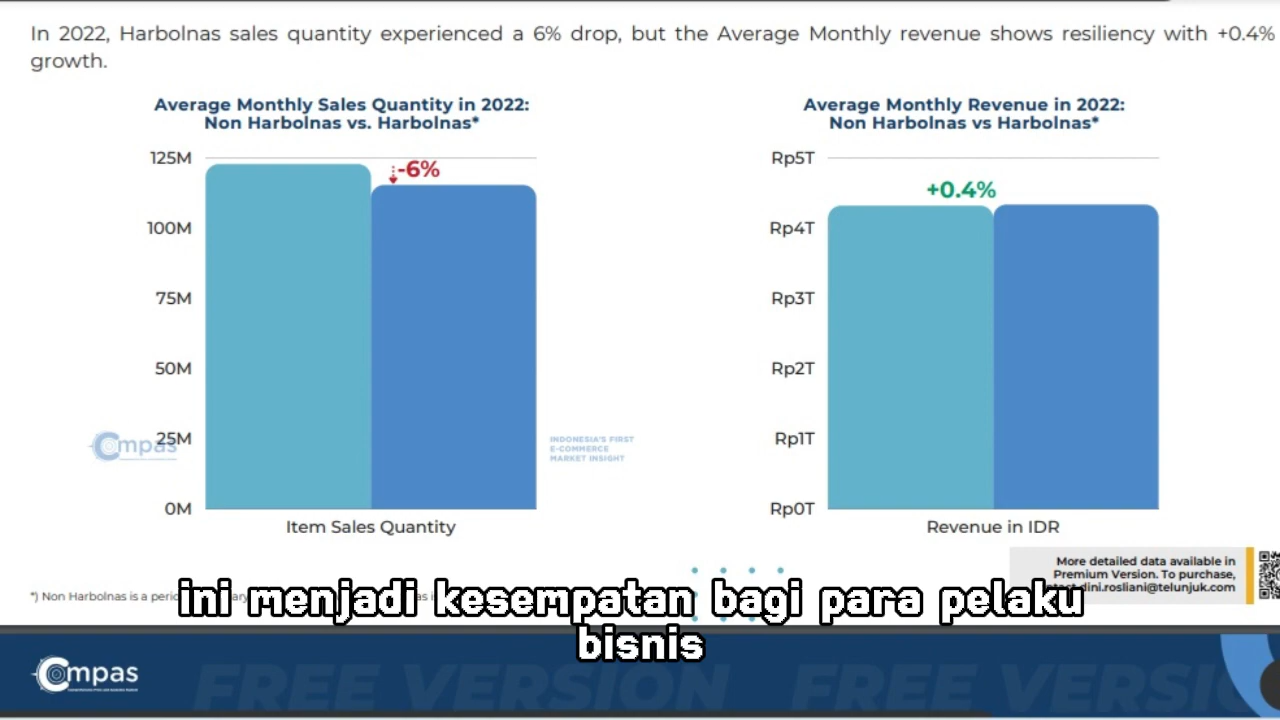 In 2022, Harbolnas sales quantity experienced a 6% drop, but the Average Monthly revenue shows resiliency with +0.4%
growth.
Average Monthly Sales Quantity in 2022:
Non Harbolnas vs. Harbolnas*
125M
-6%
100M
75M
50M
25M
0M
Item Sales Quantity
Compas
INDONESIA'S FIRST
E-COMMERCE
MARKET INSIGHT
Average Monthly Revenue in 2022:
Non Harbolnas vs Harbolnas*
Rp5T
+0.4%
Rp4T
Rp3T
Rp2T
Rp1T
Rp0T
Revenue in IDR
More detailed data available in
Premium Version. To purchase,
dini.rosliani@telunjuk.com
*) Non Harbolnas is a
ini menjadi kesempatan bagi para pelaku
bisnis
Compas
FREE VERSION FREE